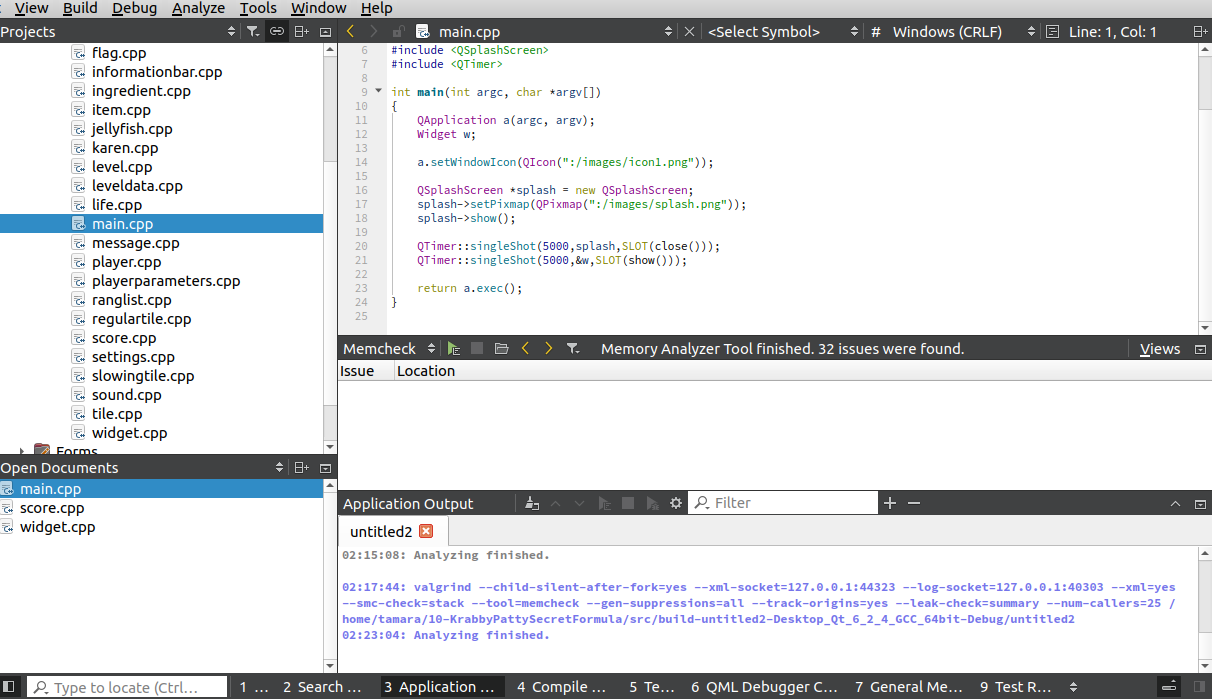 View Build Debug Analyze Tools Window Help
Projects
flag.cpp
informationbar.cpp
ingredient.cpp
item.cpp
jellyfish.cpp
karen.cpp
level.cpp
leveldata.cpp
life.cpp
main.cpp
message.cpp
player.cpp
playerparameters.cpp
ranglist.cpp
regulartile.cpp
score.cpp
settings.cpp
slowingtile.cpp
sound.cpp
tile.cpp
widget.cpp
Forms
Open Documents
main.cpp
score.cpp
widget.cpp
main.cpp <Select Symbol> # Windows (CRLF) Line: 1, Col: 1
6 #include <QSplashScreen>
7 #include <QTimer>
8
9 int main(int argc, char *argv[])
10 {
11 QApplication a(argc, argv);
12 Widget w;
13
14 a.setWindowIcon(QIcon(":/images/icon1.png"));
15
16 QSplashScreen *splash = new QSplashScreen;
17 splash->setPixmap(QPixmap(":/images/splash.png"));
18 splash->show();
19
20 QTimer::singleShot(5000,splash,SLOT(close()));
21 QTimer::singleShot(5000,&w,SLOT(show()));
22
23 return a.exec();
24 }
25
Memcheck Memory Analyzer Tool finished. 32 issues were found. Views
Issue Location
Application Output Filter
untitled2
02:15:08: Analyzing finished.
02:17:44: valgrind --child-silent-after-fork=yes --xml-socket=127.0.0.1:44323 --log-socket=127.0.0.1:40303 --xml=yes
--smc-check=stack --tool=memcheck --gen-suppressions=all --track-origins=yes --leak-check=summary --num-callers=25 /
home/tamara/10-KrabbyPattySecretFormula/src/build-untitled2-Desktop_Qt_6_2_4_GCC_64bit-Debug/untitled2
02:23:04: Analyzing finished.
Type to locate (Ctrl... 1 ... 2 Search ... 3 Application ... 4 Compile ... 5 Te... 6 QML Debugger C... 7 General Me... 9 Test R...